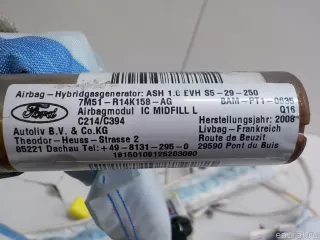 Airbag - Hybridgasgenerator: ASH 1.0 EVH S5-29-250
7M51-R14K158-AG BAM-PT1-0836
Ford Airbagmodul IC MIDFILL L Q16
C214/C394 Herstellungsjahr: 2008
Autoliv B.V. & Co.KG Livbag-Frankreich
Theodor-Heuss-Strasse 2 Route de Beuzit
85221 Dachau Tel:+49-8131-295-0 29590 Pont du Buis